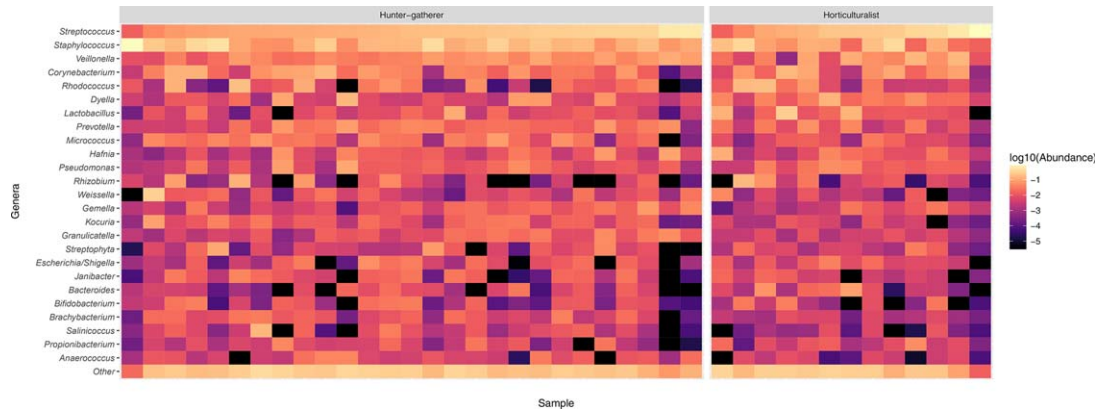 Hunter-gatherer
Horticulturalist
Streptococcus
Staphylococcus
Veillonella
Corynebacterium
Rhodococcus
Dyella
Lactobacillus
Prevotella
Micrococcus
Hafnia
Pseudomonas
Rhizobium
Weissella
Gemella
Kocuria
Granulicatella
Streptophyta
Escherichia/Shigella
Janibacter
Bacteroides
Bifidobacterium
Brachybacterium
Salinicoccus
Propionibacterium
Anaerococcus
Other
Genera
Sample
log10(Abundance)
-1
-2
-3
-4
-5